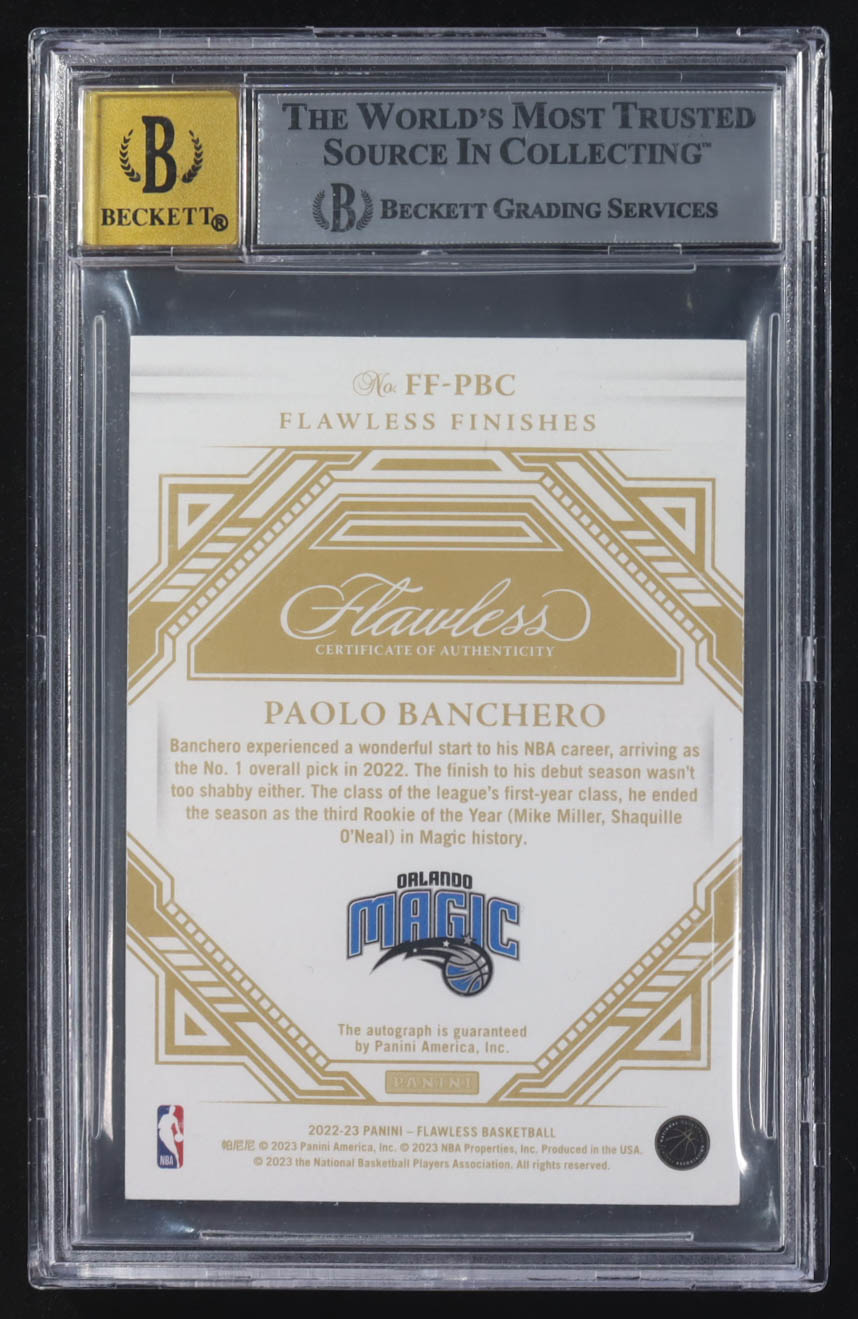 B
BECKETT®
THE WORLD'S MOST TRUSTED
SOURCE IN COLLECTING™
B BECKETT GRADING SERVICES
No. FF-PBC
FLAWLESS FINISHES
Flawless
CERTIFICATE OF AUTHENTICITY
PAOLO BANCHERO
Banchero experienced a wonderful start to his NBA career, arriving as
the No. 1 overall pick in 2022. The finish to his debut season wasn't
too shabby either. The class of the league's first-year class, he ended
the season as the third Rookie of the Year (Mike Miller, Shaquille
O'Neal) in Magic history.
ORLANDO
MAGIC
The autograph is guaranteed
by Panini America, Inc.
PANINI
NBA
2022-23 PANINI – FLAWLESS BASKETBALL
帕尼尼 © 2023 Panini America, Inc. © 2023 NBA Properties, Inc. Produced in the USA.
© 2023 the National Basketball Players Association. All rights reserved.